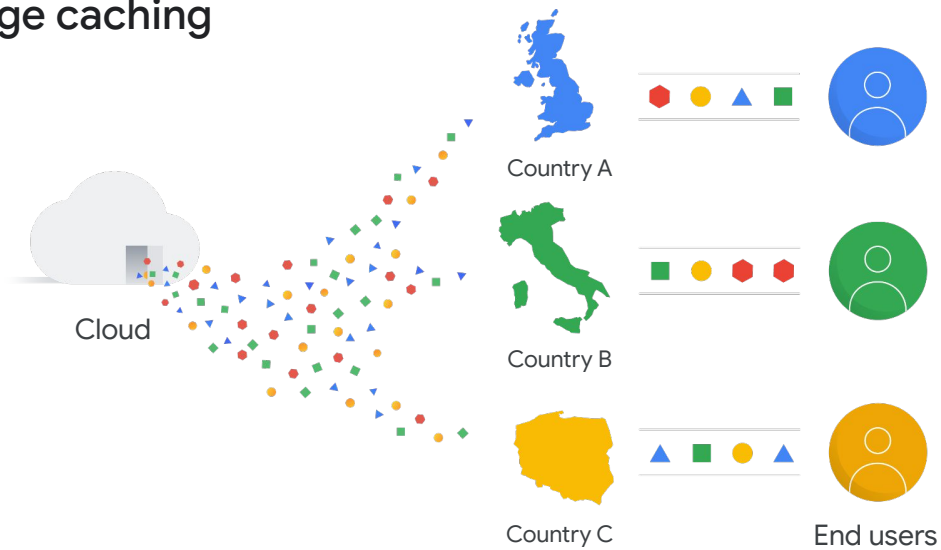 ge caching
Country A
Cloud
Country B
Country C
End users